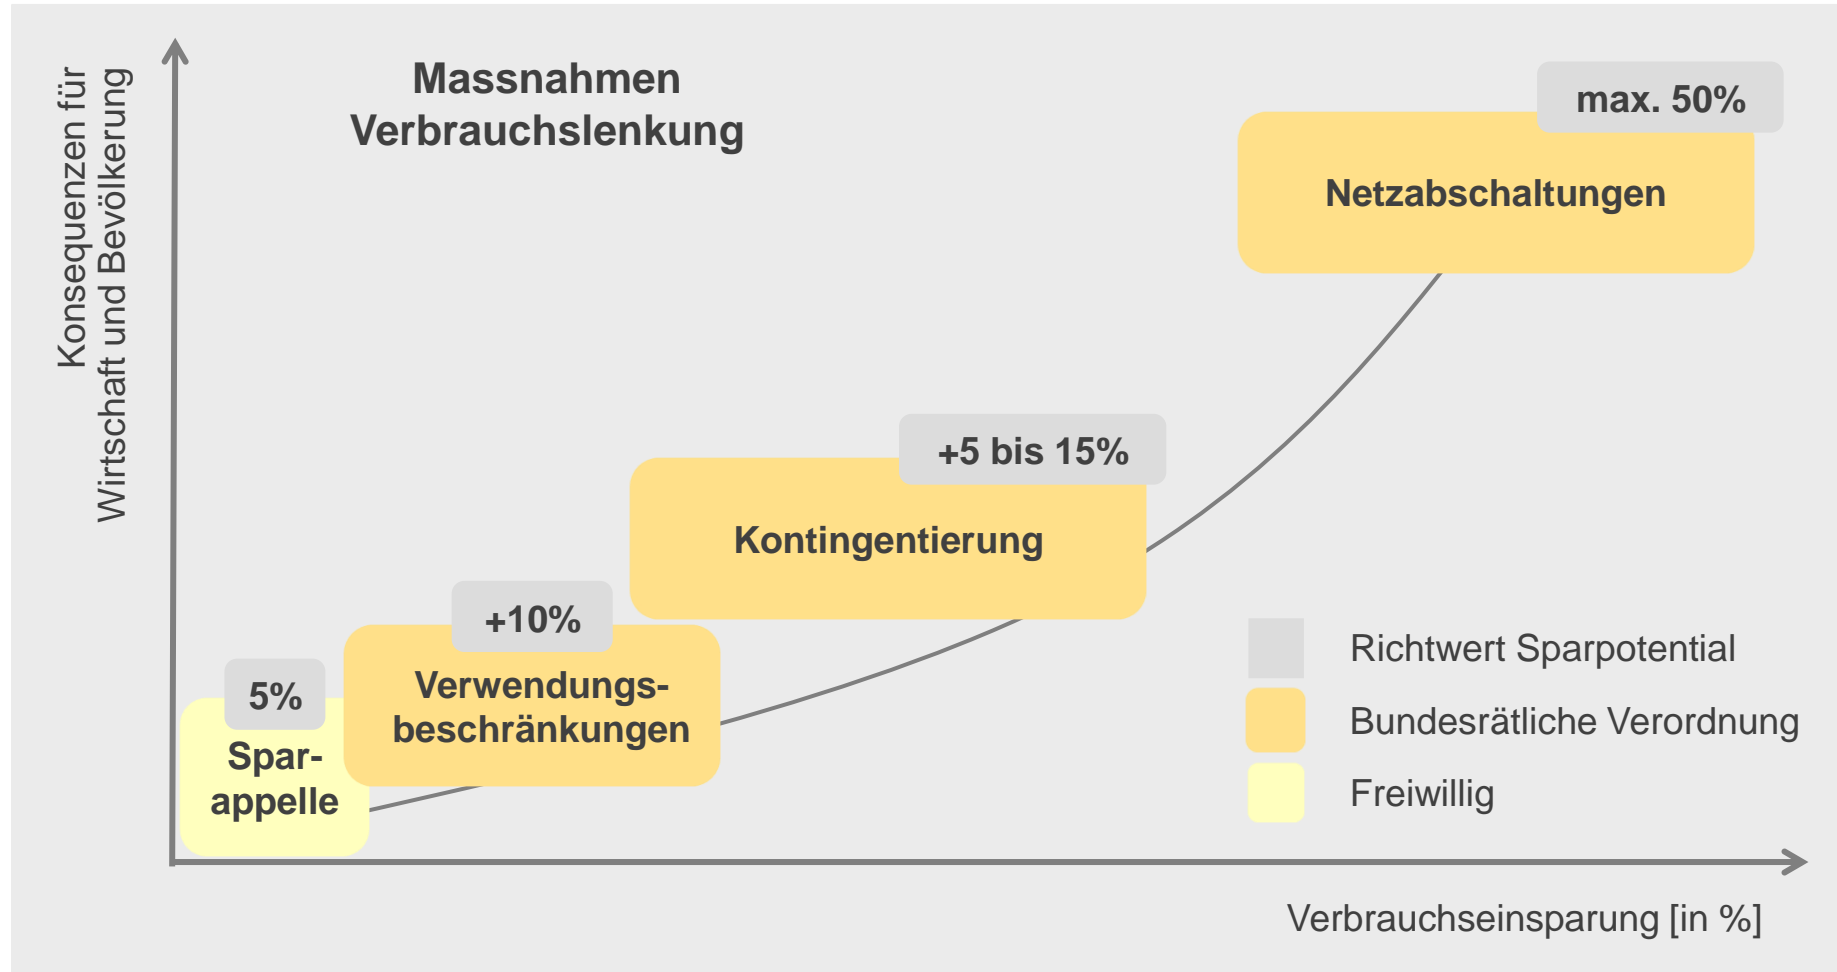 Massnahmen
Verbrauchslenkung
Konsequenzen für
Wirtschaft und Bevölkerung
max. 50%
Netzabschaltungen
+5 bis 15%
Kontingentierung
+10%
Verwendungs-
beschränkungen
5%
Spar-
appelle
Richtwert Sparpotential
Bundesrätliche Verordnung
Freiwillig
Verbrauchseinsparung [in %]